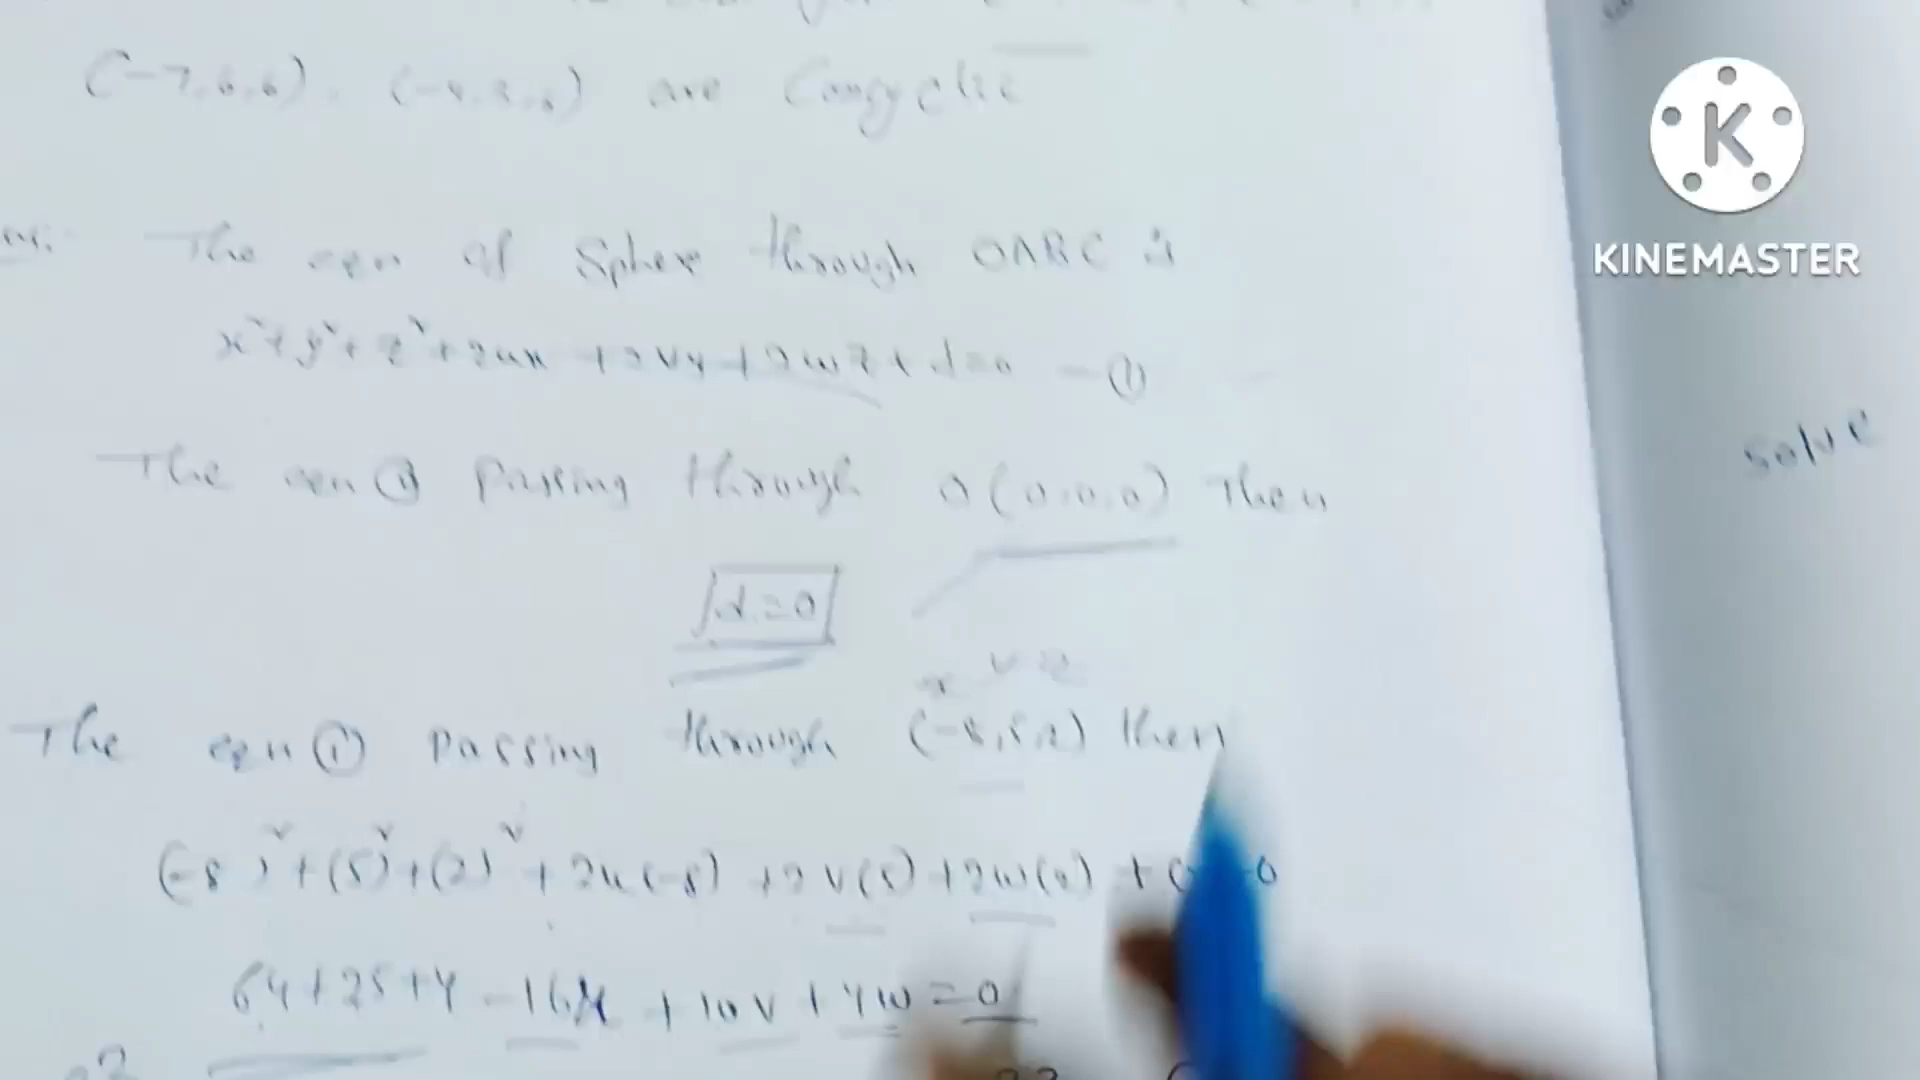 (-7,6,6), (-4,3,6) are Concyclic
The eqn of Sphere through OABC is
x²+y²+z²+2ux+2vy+2wz+d=0 -①
The eqn ① Passing through O(0,0,0) Then
d=0
x y z
The eqn ① Passing through (-8,5,2) then
(-8)²+(5)²+(2)²+2u(-8)+2v(5)+2w(2)+ 0
64+25+4-16u+10v+4w=0
solve
KINEMASTER